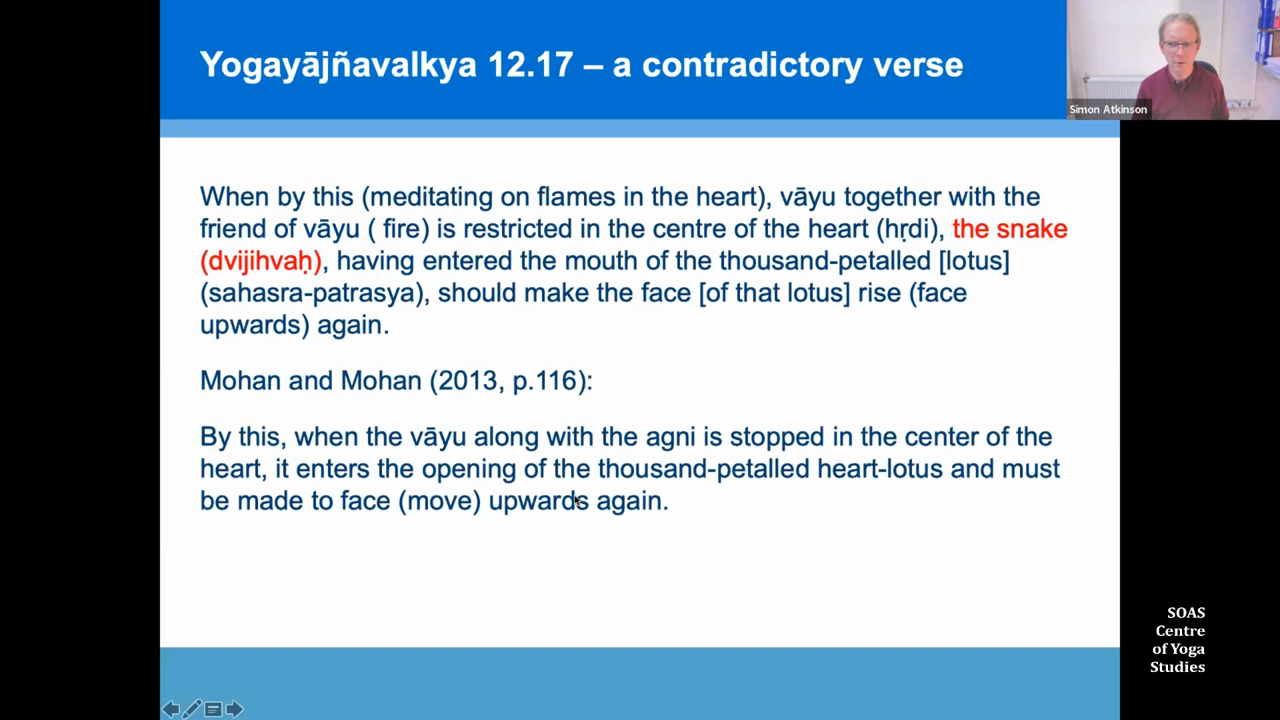 Yogayājñavalkya 12.17 – a contradictory verse
Simon Atkinson
When by this (meditating on flames in the heart), vāyu together with the
friend of vāyu ( fire) is restricted in the centre of the heart (hṛdi), the snake
(dvijihvaḥ), having entered the mouth of the thousand-petalled [lotus]
(sahasra-patrasya), should make the face [of that lotus] rise (face
upwards) again.
Mohan and Mohan (2013, p.116):
By this, when the vāyu along with the agni is stopped in the center of the
heart, it enters the opening of the thousand-petalled heart-lotus and must
be made to face (move) upwards again.
SOAS
Centre
of Yoga
Studies